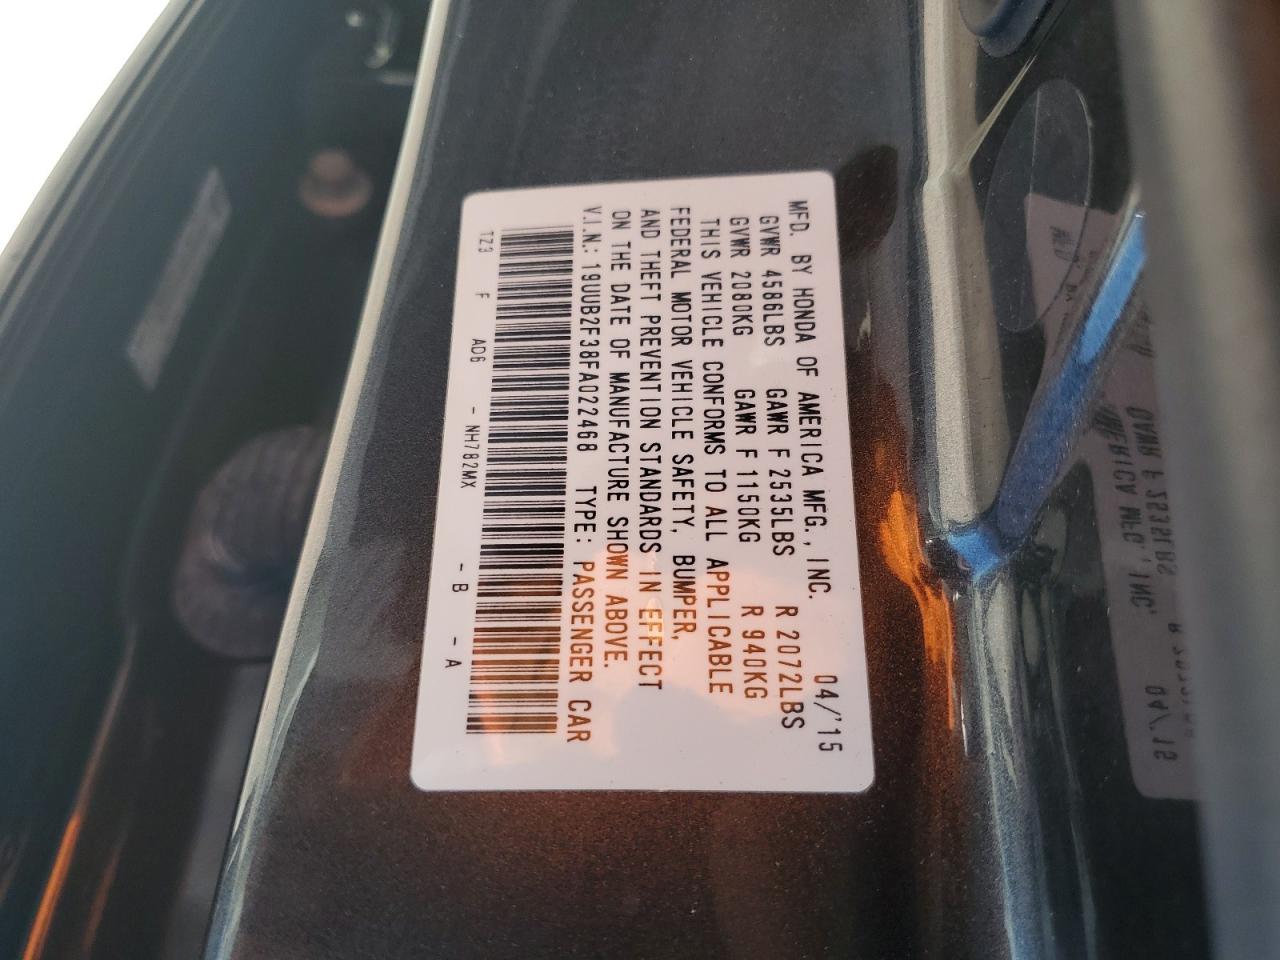 MFD. BY HONDA OF AMERICA MFG., INC. 04/'15
GVWR 4586LBS GAWR F 2535LBS R 2072LBS
GVWR 2080KG GAWR F 1150KG R 940KG
THIS VEHICLE CONFORMS TO ALL APPLICABLE
FEDERAL MOTOR VEHICLE SAFETY, BUMPER,
AND THEFT PREVENTION STANDARDS IN EFFECT
ON THE DATE OF MANUFACTURE SHOWN ABOVE.
V.I.N.: 19UUB2F38FA022468 TYPE: PASSENGER CAR
TZ3 F AD6 - NH782MX - B - A